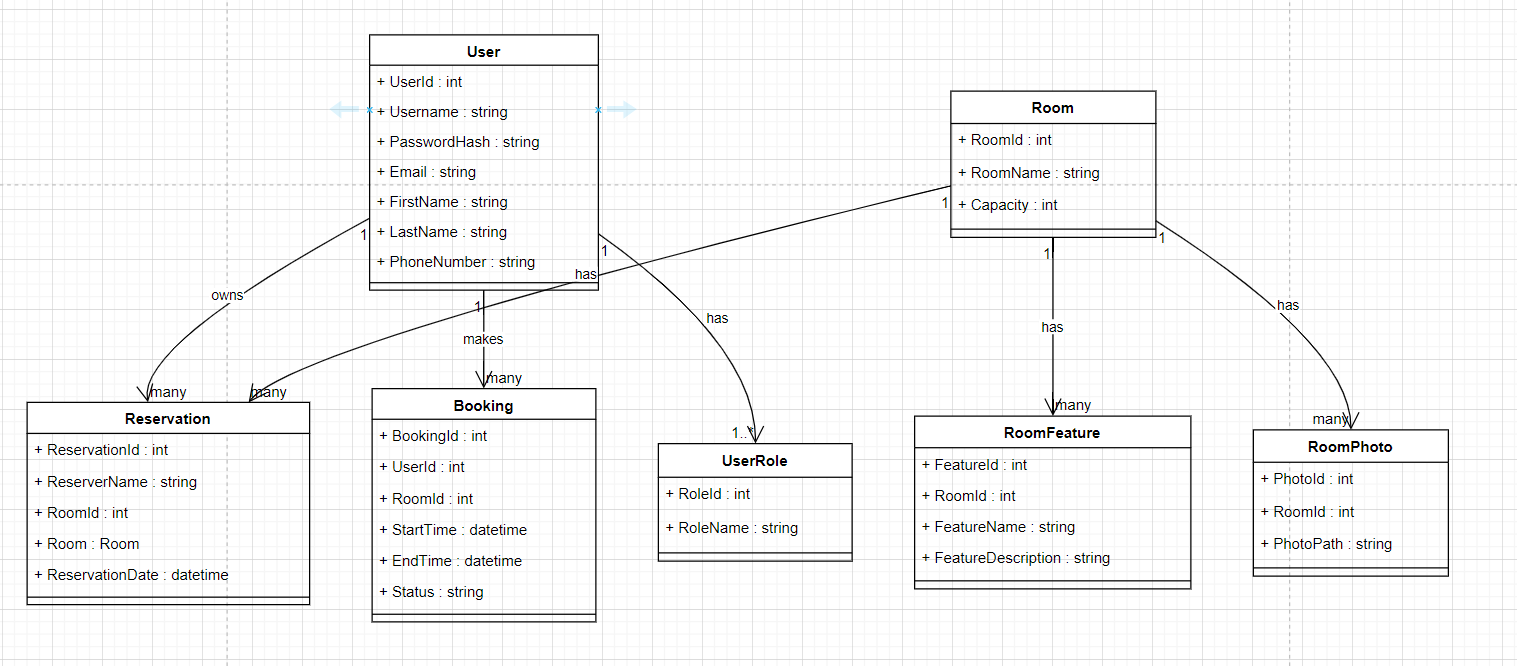 User
+ UserId : int
+ Username : string
+ PasswordHash : string
+ Email : string
+ FirstName : string
+ LastName : string
+ PhoneNumber : string
Room
+ RoomId : int
+ RoomName : string
+ Capacity : int
1
1
1
1
1
1
has
owns
makes
has
has
has
many
many
many
1..*
many
many
Reservation
+ ReservationId : int
+ ReserverName : string
+ RoomId : int
+ Room : Room
+ ReservationDate : datetime
Booking
+ BookingId : int
+ UserId : int
+ RoomId : int
+ StartTime : datetime
+ EndTime : datetime
+ Status : string
UserRole
+ RoleId : int
+ RoleName : string
RoomFeature
+ FeatureId : int
+ RoomId : int
+ FeatureName : string
+ FeatureDescription : string
RoomPhoto
+ PhotoId : int
+ RoomId : int
+ PhotoPath : string